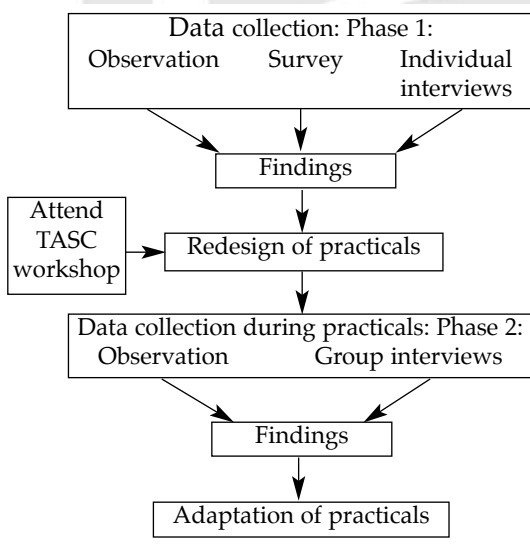 Data collection: Phase 1:
Observation Survey Individual
interviews
Findings
Attend
TASC
workshop
Redesign of practicals
Data collection during practicals: Phase 2:
Observation Group interviews
Findings
Adaptation of practicals